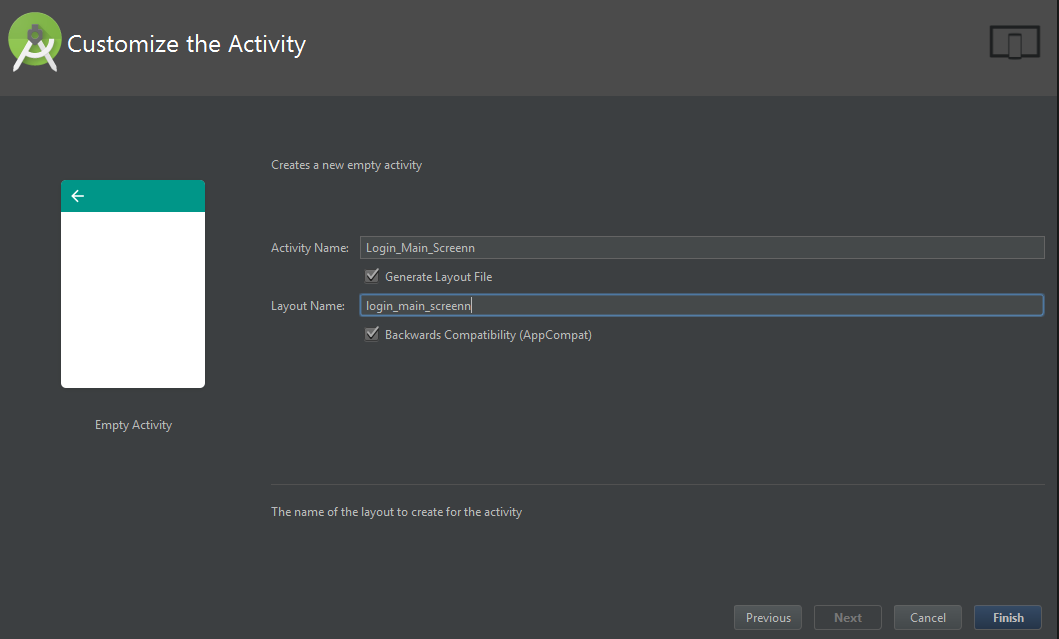 Customize the Activity
Creates a new empty activity
Activity Name: Login_Main_Screenn
Generate Layout File
Layout Name: login_main_screenn
Backwards Compatibility (AppCompat)
Empty Activity
The name of the layout to create for the activity
Previous Next Cancel Finish